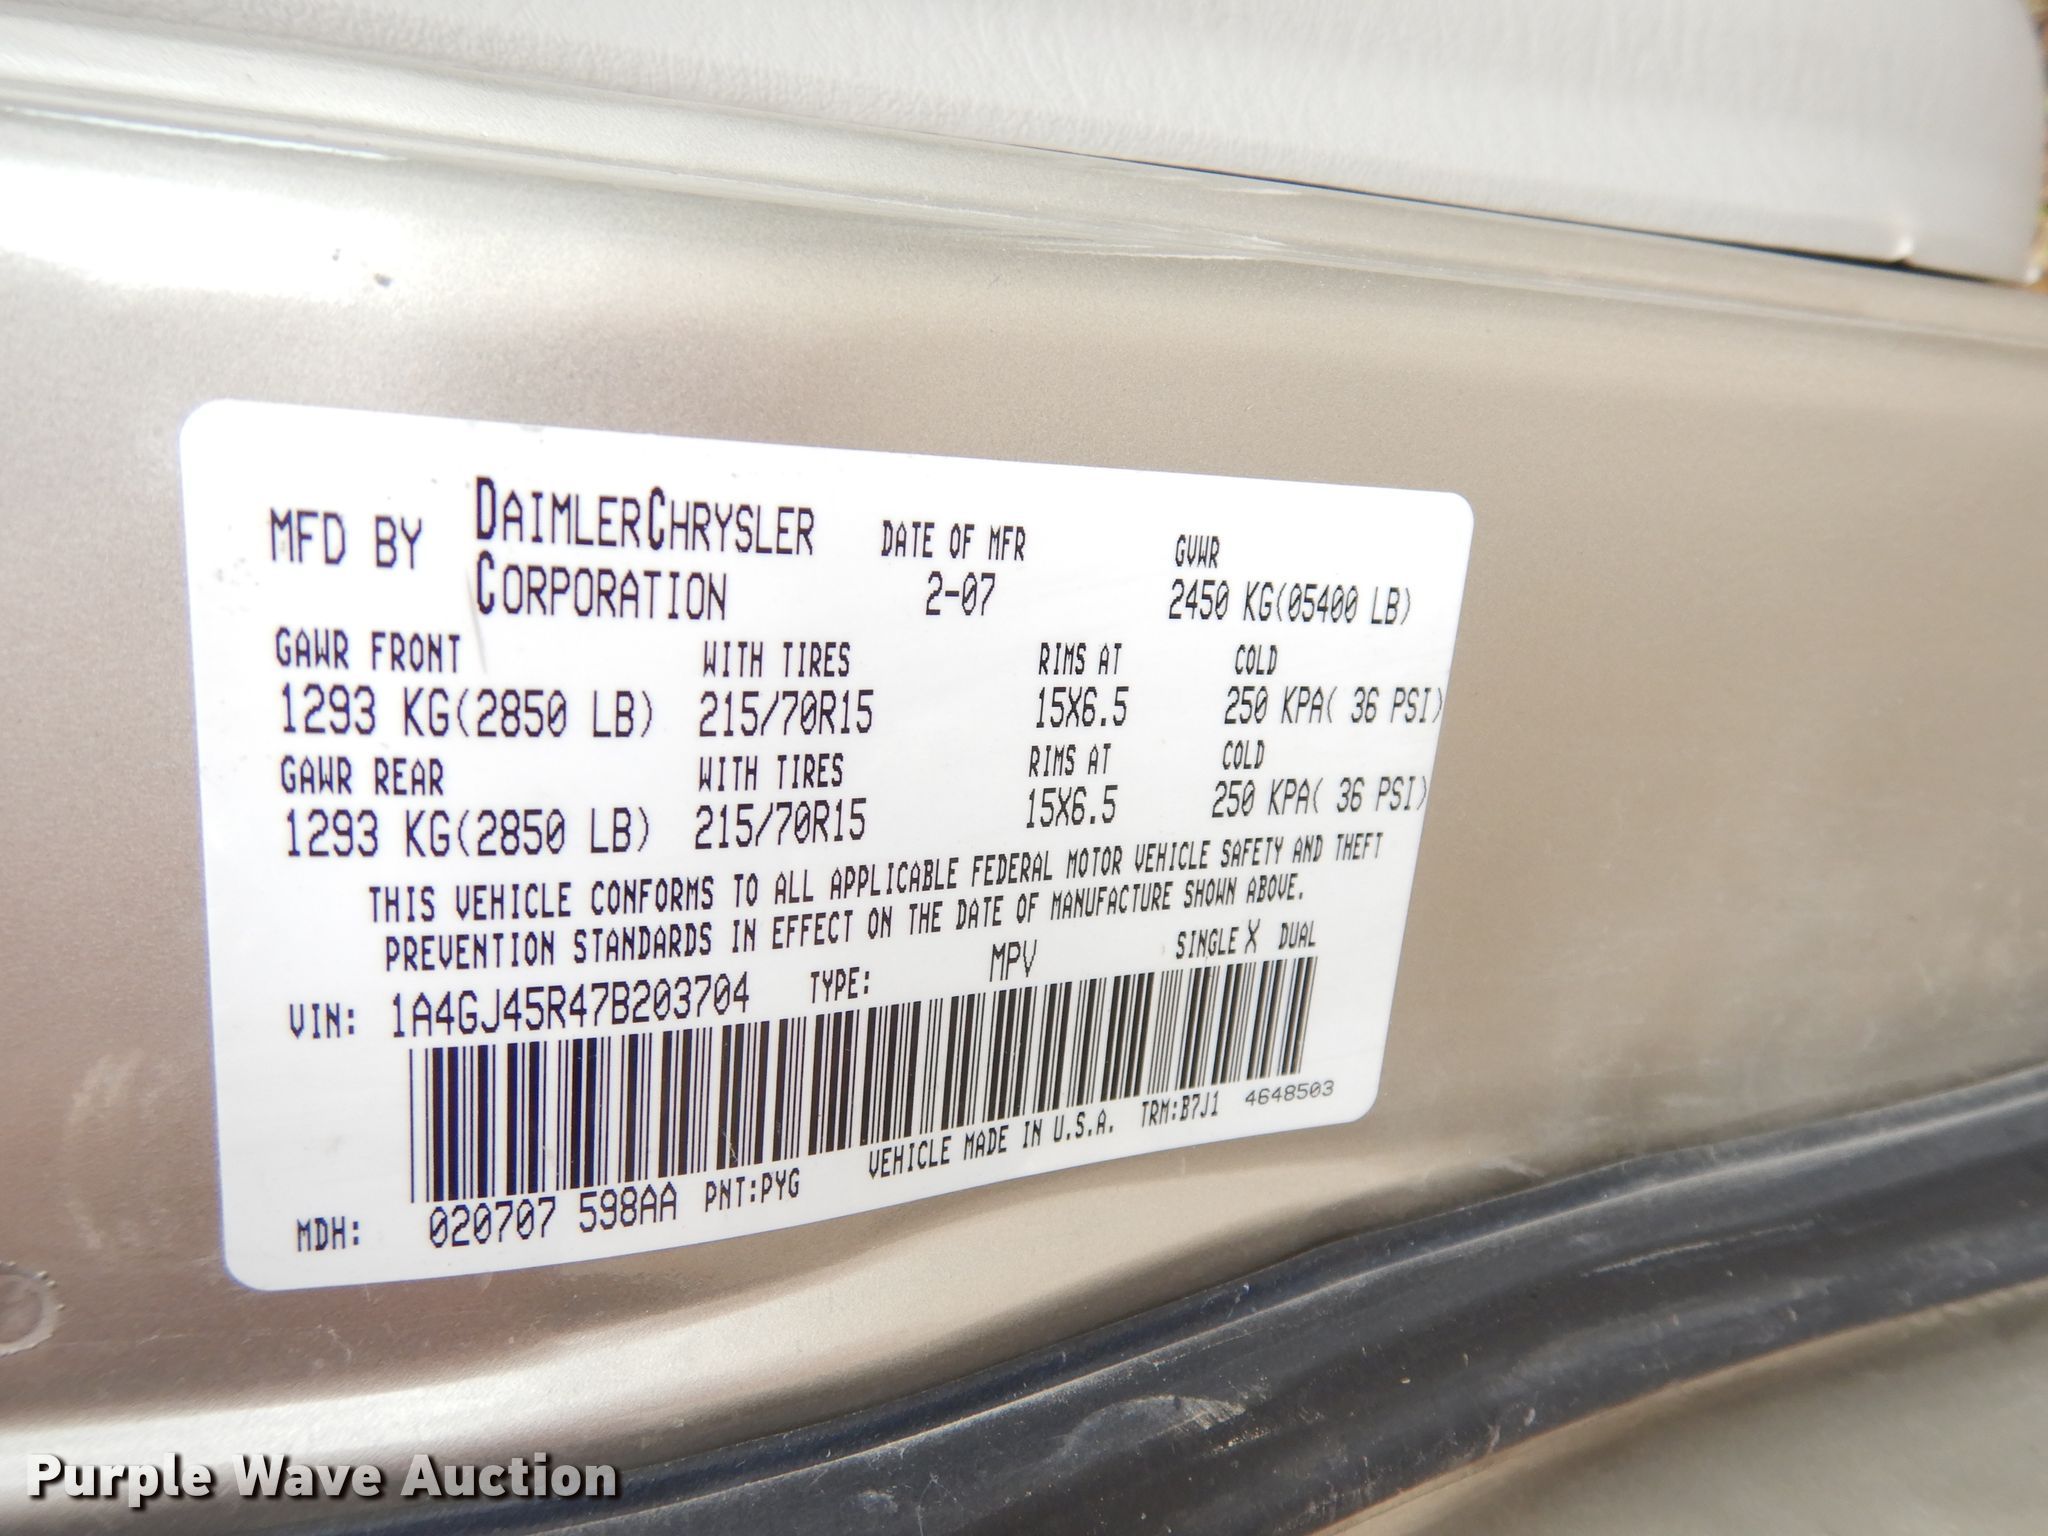 MFD BY DAIMLERCHRYSLER CORPORATION DATE OF MFR 2-07 GVWR 2450 KG(05400 LB)
GAWR FRONT WITH TIRES RIMS AT COLD
1293 KG(2850 LB) 215/70R15 15X6.5 250 KPA( 36 PSI)
GAWR REAR WITH TIRES RIMS AT COLD
1293 KG(2850 LB) 215/70R15 15X6.5 250 KPA( 36 PSI)
THIS VEHICLE CONFORMS TO ALL APPLICABLE FEDERAL MOTOR VEHICLE SAFETY AND THEFT
PREVENTION STANDARDS IN EFFECT ON THE DATE OF MANUFACTURE SHOWN ABOVE.
VIN: 1A4GJ45R47B203704 TYPE: MPV SINGLE X DUAL
MDH: 020707 598AA PNT:PYG VEHICLE MADE IN U.S.A. TRM:B7J1 4648503
Purple Wave Auction